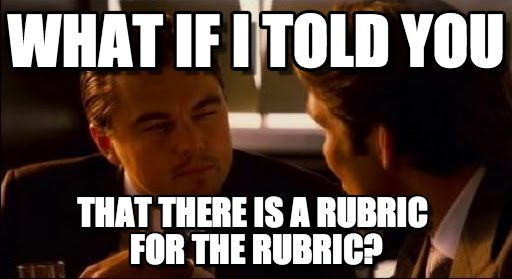 WHAT IF I TOLD YOU
THAT THERE IS A RUBRIC
FOR THE RUBRIC?